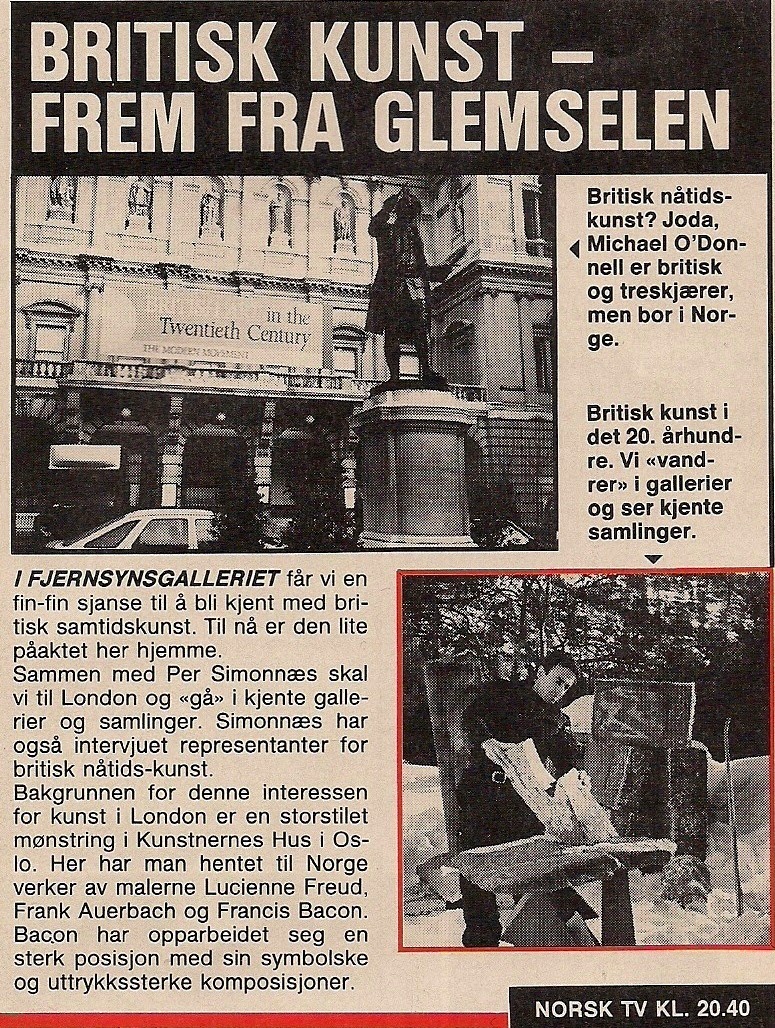 BRITISK KUNST –
FREM FRA GLEMSELEN
in the
Twentieth Century
THE MODERN MOVEMENT
Britisk nåtids-
kunst? Joda,
Michael O'Don-
nell er britisk
og treskjærer,
men bor i Nor-
ge.
Britisk kunst i
det 20. århund-
re. Vi «vand-
rer» i gallerier
og ser kjente
samlinger.
I FJERNSYNSGALLERIET får vi en
fin-fin sjanse til å bli kjent med bri-
tisk samtidskunst. Til nå er den lite
påaktet her hjemme.
Sammen med Per Simonnæs skal
vi til London og «gå» i kjente galle-
rier og samlinger. Simonnæs har
også intervjuet representanter for
britisk nåtids-kunst.
Bakgrunnen for denne interessen
for kunst i London er en storstilet
mønstring i Kunstnernes Hus i Os-
lo. Her har man hentet til Norge
verker av malerne Lucienne Freud,
Frank Auerbach og Francis Bacon.
Bacon har opparbeidet seg en
sterk posisjon med sin symbolske
og uttrykkssterke komposisjoner.
NORSK TV KL. 20.40